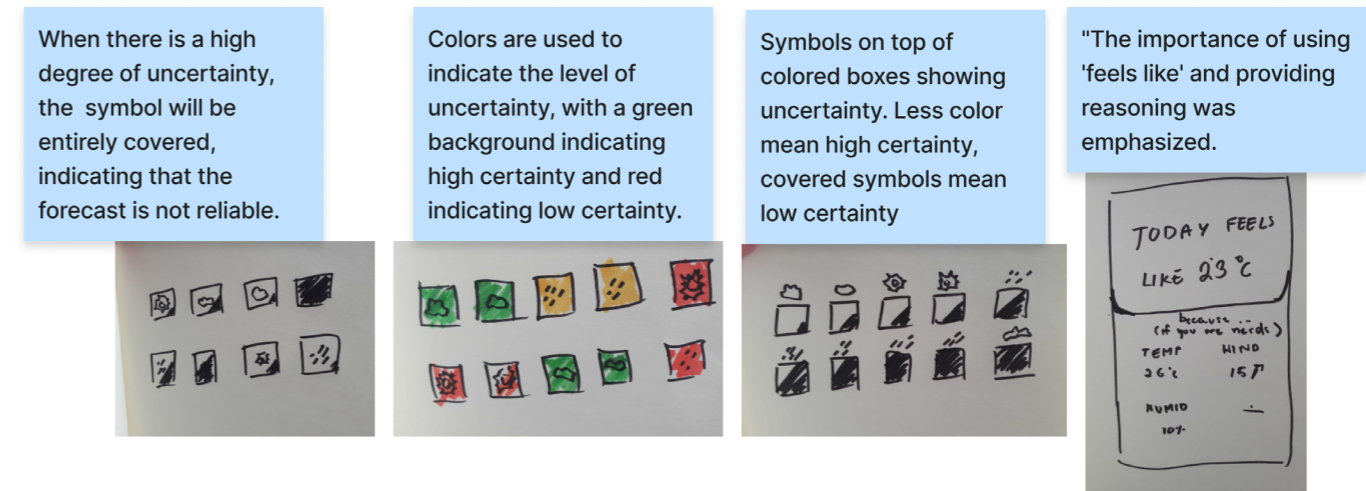 When there is a high
degree of uncertainty,
the  symbol will be
entirely covered,
indicating that the
forecast is not reliable.
Colors are used to
indicate the level of
uncertainty, with a green
background indicating
high certainty and red
indicating low certainty.
Symbols on top of
colored boxes showing
uncertainty. Less color
mean high certainty,
covered symbols mean
low certainty
"The importance of using
'feels like' and providing
reasoning was
emphasized.
TODAY FEELS
LIKE 23°C
because ..
(if you are nerds)
TEMP WIND
26°C 15
HUMID
10%